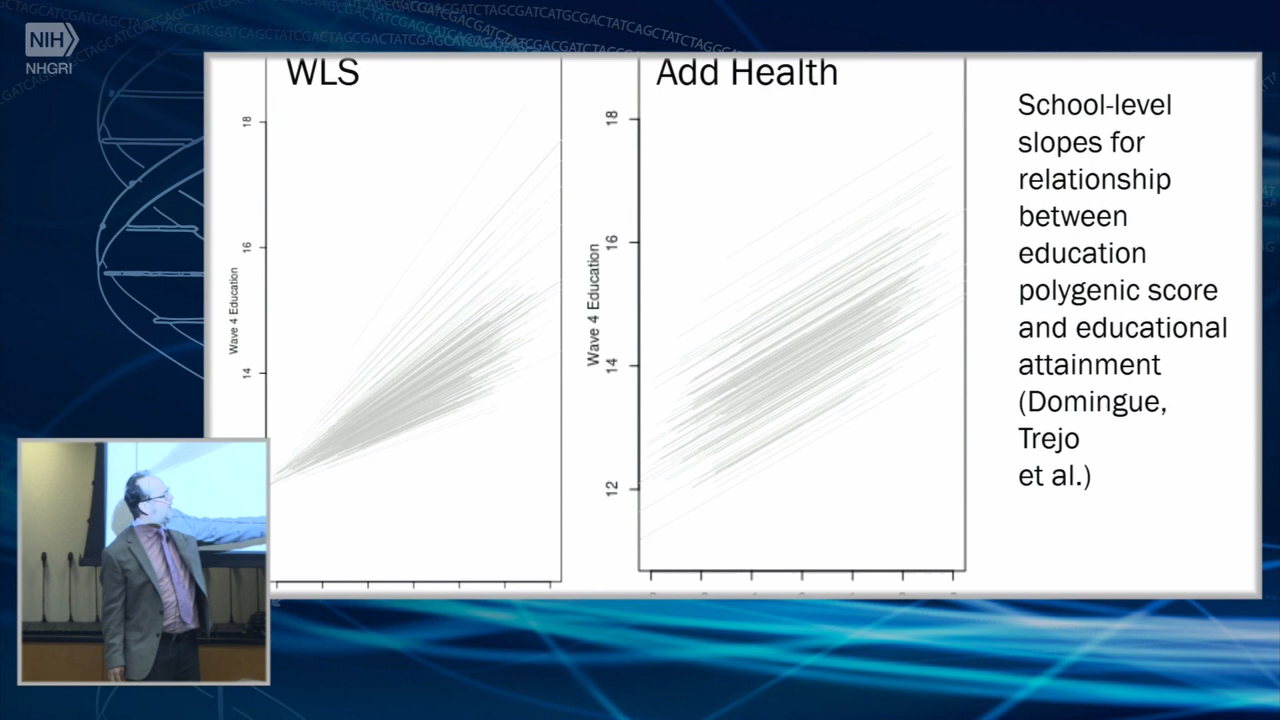 GATCAGCTACTAGCGATCATGCGACTATCGAGCATC
NIH
NHGRI
WLS
Add Health
18
16
14
Wave 4 Education
18
16
14
12
Wave 4 Education
School-level
slopes for
relationship
between
education
polygenic score
and educational
attainment
(Domingue,
Trejo
et al.)